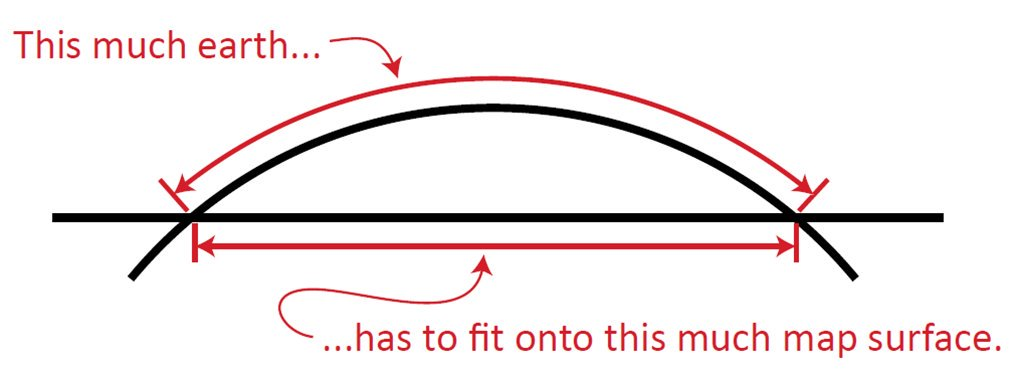 This much earth...
...has to fit onto this much map surface.